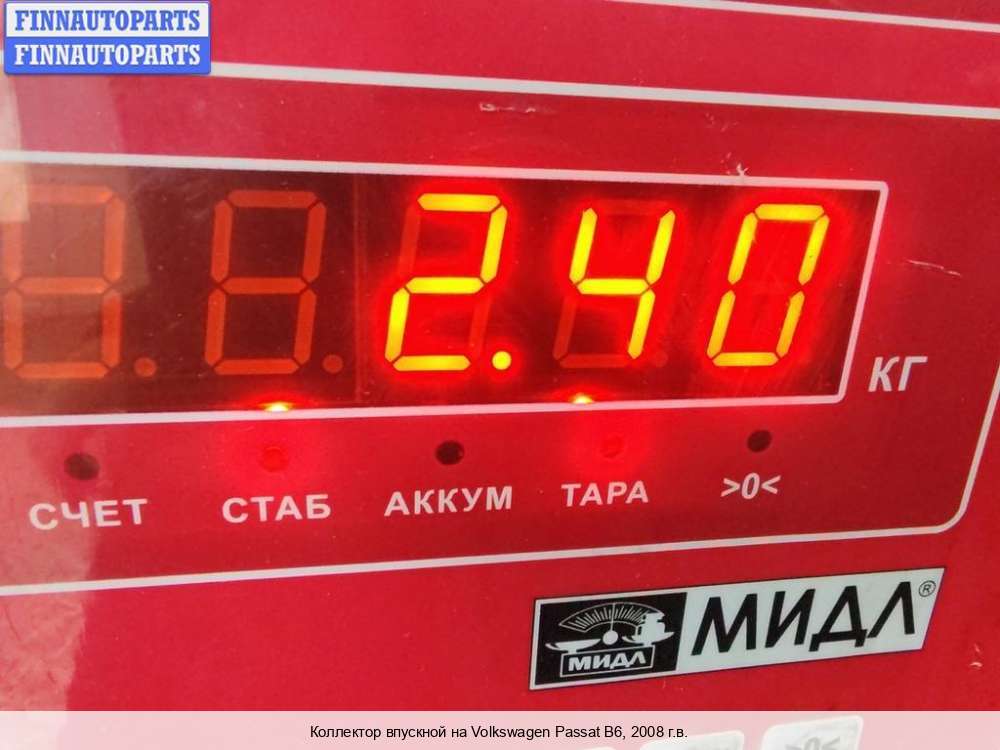 FINNAUTOPARTS
FINNAUTOPARTS
2.40
КГ
СЧЕТ СТАБ АККУМ ТАРА >0<
МИДЛ МИДЛ®
Коллектор впускной на Volkswagen Passat B6, 2008 г.в.